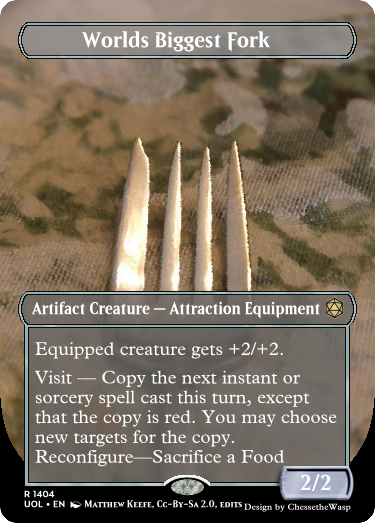 Worlds Biggest Fork
Artifact Creature — Attraction Equipment
Equipped creature gets +2/+2.
Visit — Copy the next instant or
sorcery spell cast this turn, except
that the copy is red. You may choose
new targets for the copy.
Reconfigure—Sacrifice a Food
2/2
R 1404
UOL • EN Matthew Keefe, Cc-By-Sa 2.0, edits
Design by ChessetheWasp